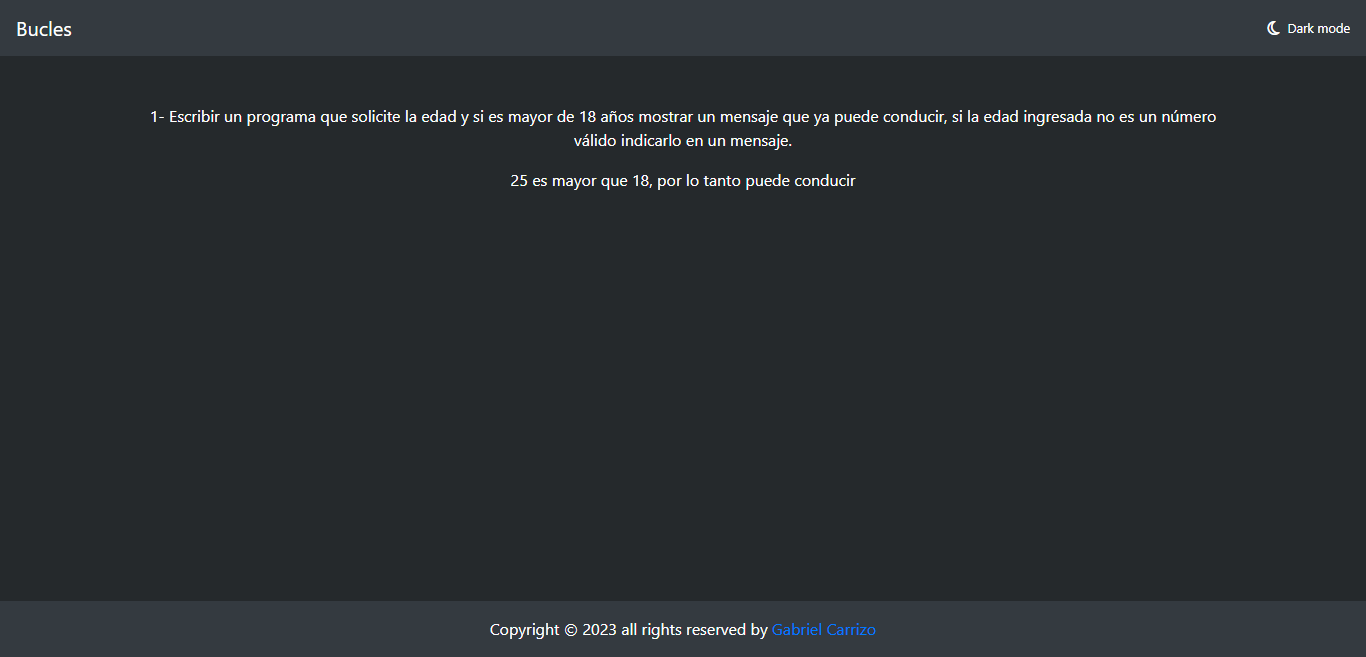 Bucles
Dark mode
1- Escribir un programa que solicite la edad y si es mayor de 18 años mostrar un mensaje que ya puede conducir, si la edad ingresada no es un número
válido indicarlo en un mensaje.
25 es mayor que 18, por lo tanto puede conducir
Copyright © 2023 all rights reserved by Gabriel Carrizo